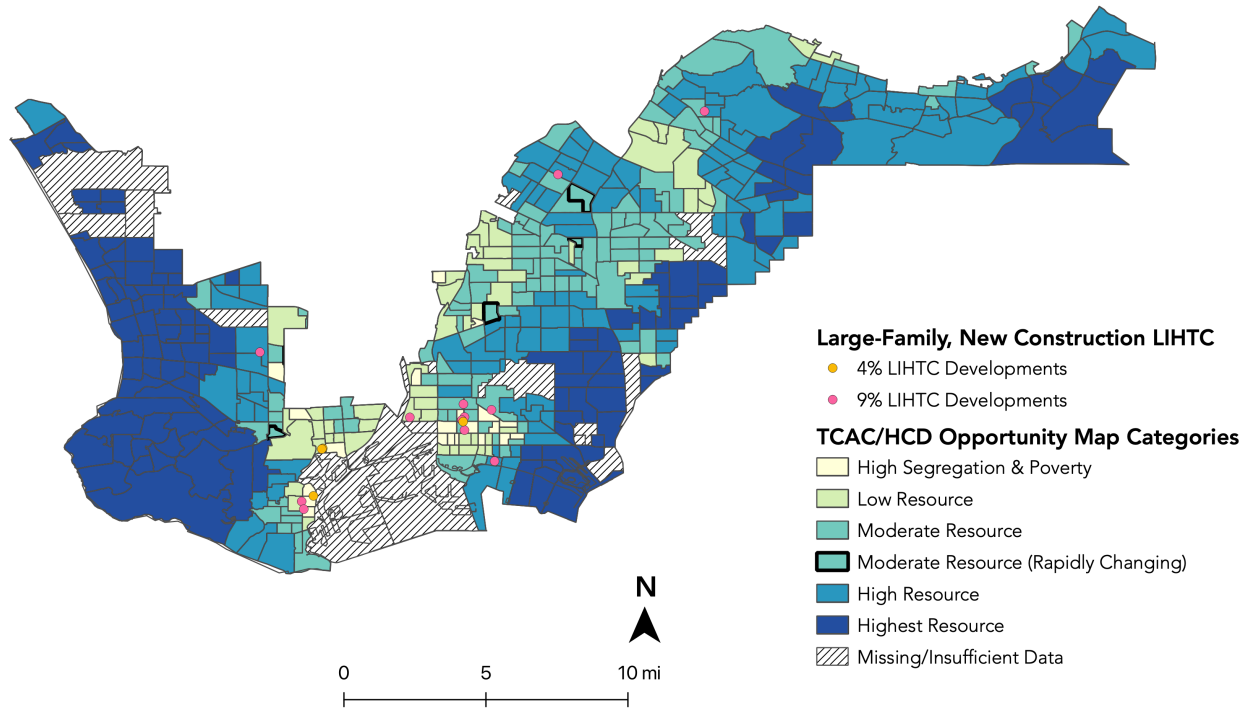 Large-Family, New Construction LIHTC
4% LIHTC Developments
9% LIHTC Developments
TCAC/HCD Opportunity Map Categories
High Segregation & Poverty
Low Resource
Moderate Resource
Moderate Resource (Rapidly Changing)
High Resource
Highest Resource
Missing/Insufficient Data
N
0 5 10 mi